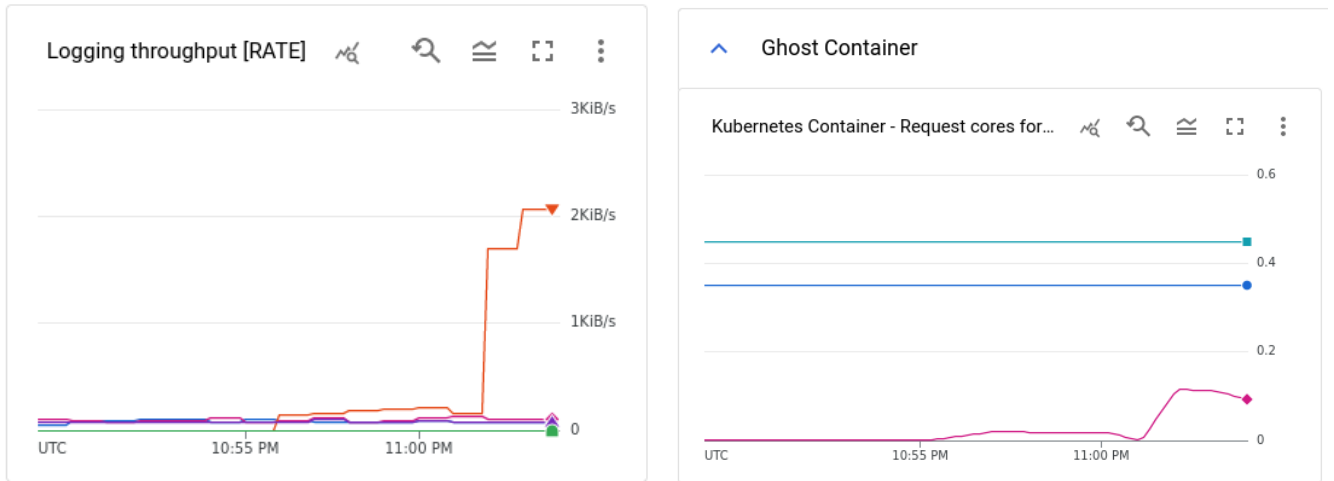 Logging throughput [RATE]
3KiB/s
2KiB/s
1KiB/s
0
UTC
10:55 PM
11:00 PM
Ghost Container
Kubernetes Container - Request cores for...
0.6
0.4
0.2
0
UTC
10:55 PM
11:00 PM